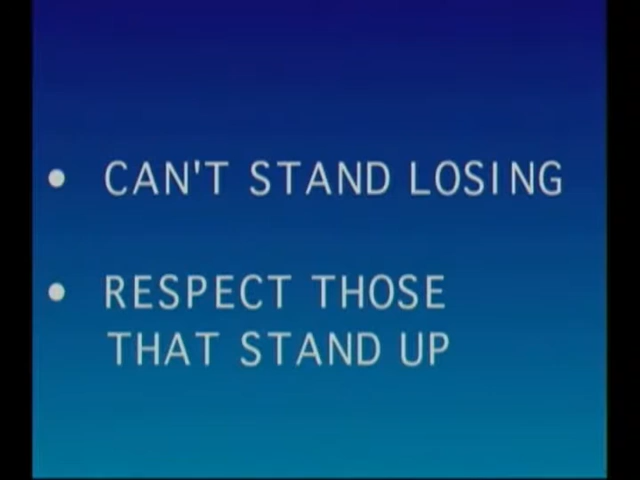 • CAN'T STAND LOSING
• RESPECT THOSE
THAT STAND UP